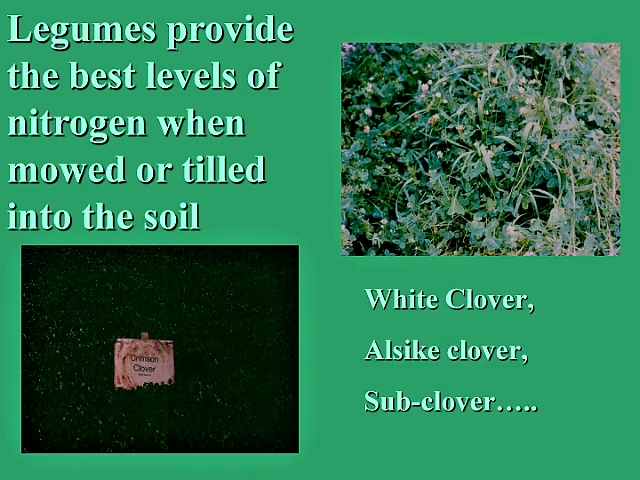 Legumes provide
the best levels of
nitrogen when
mowed or tilled
into the soil
Crimson
Clover
White Clover,
Alsike clover,
Sub-clover…..